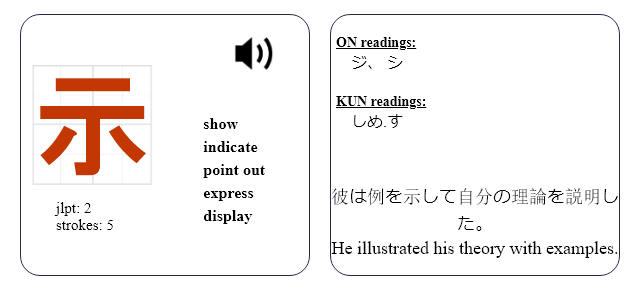 示
show
indicate
point out
express
display
jlpt: 2
strokes: 5
ON readings:
ジ、 シ
KUN readings:
しめ.す
彼は例を示して自分の理論を説明し
た。
He illustrated his theory with examples.